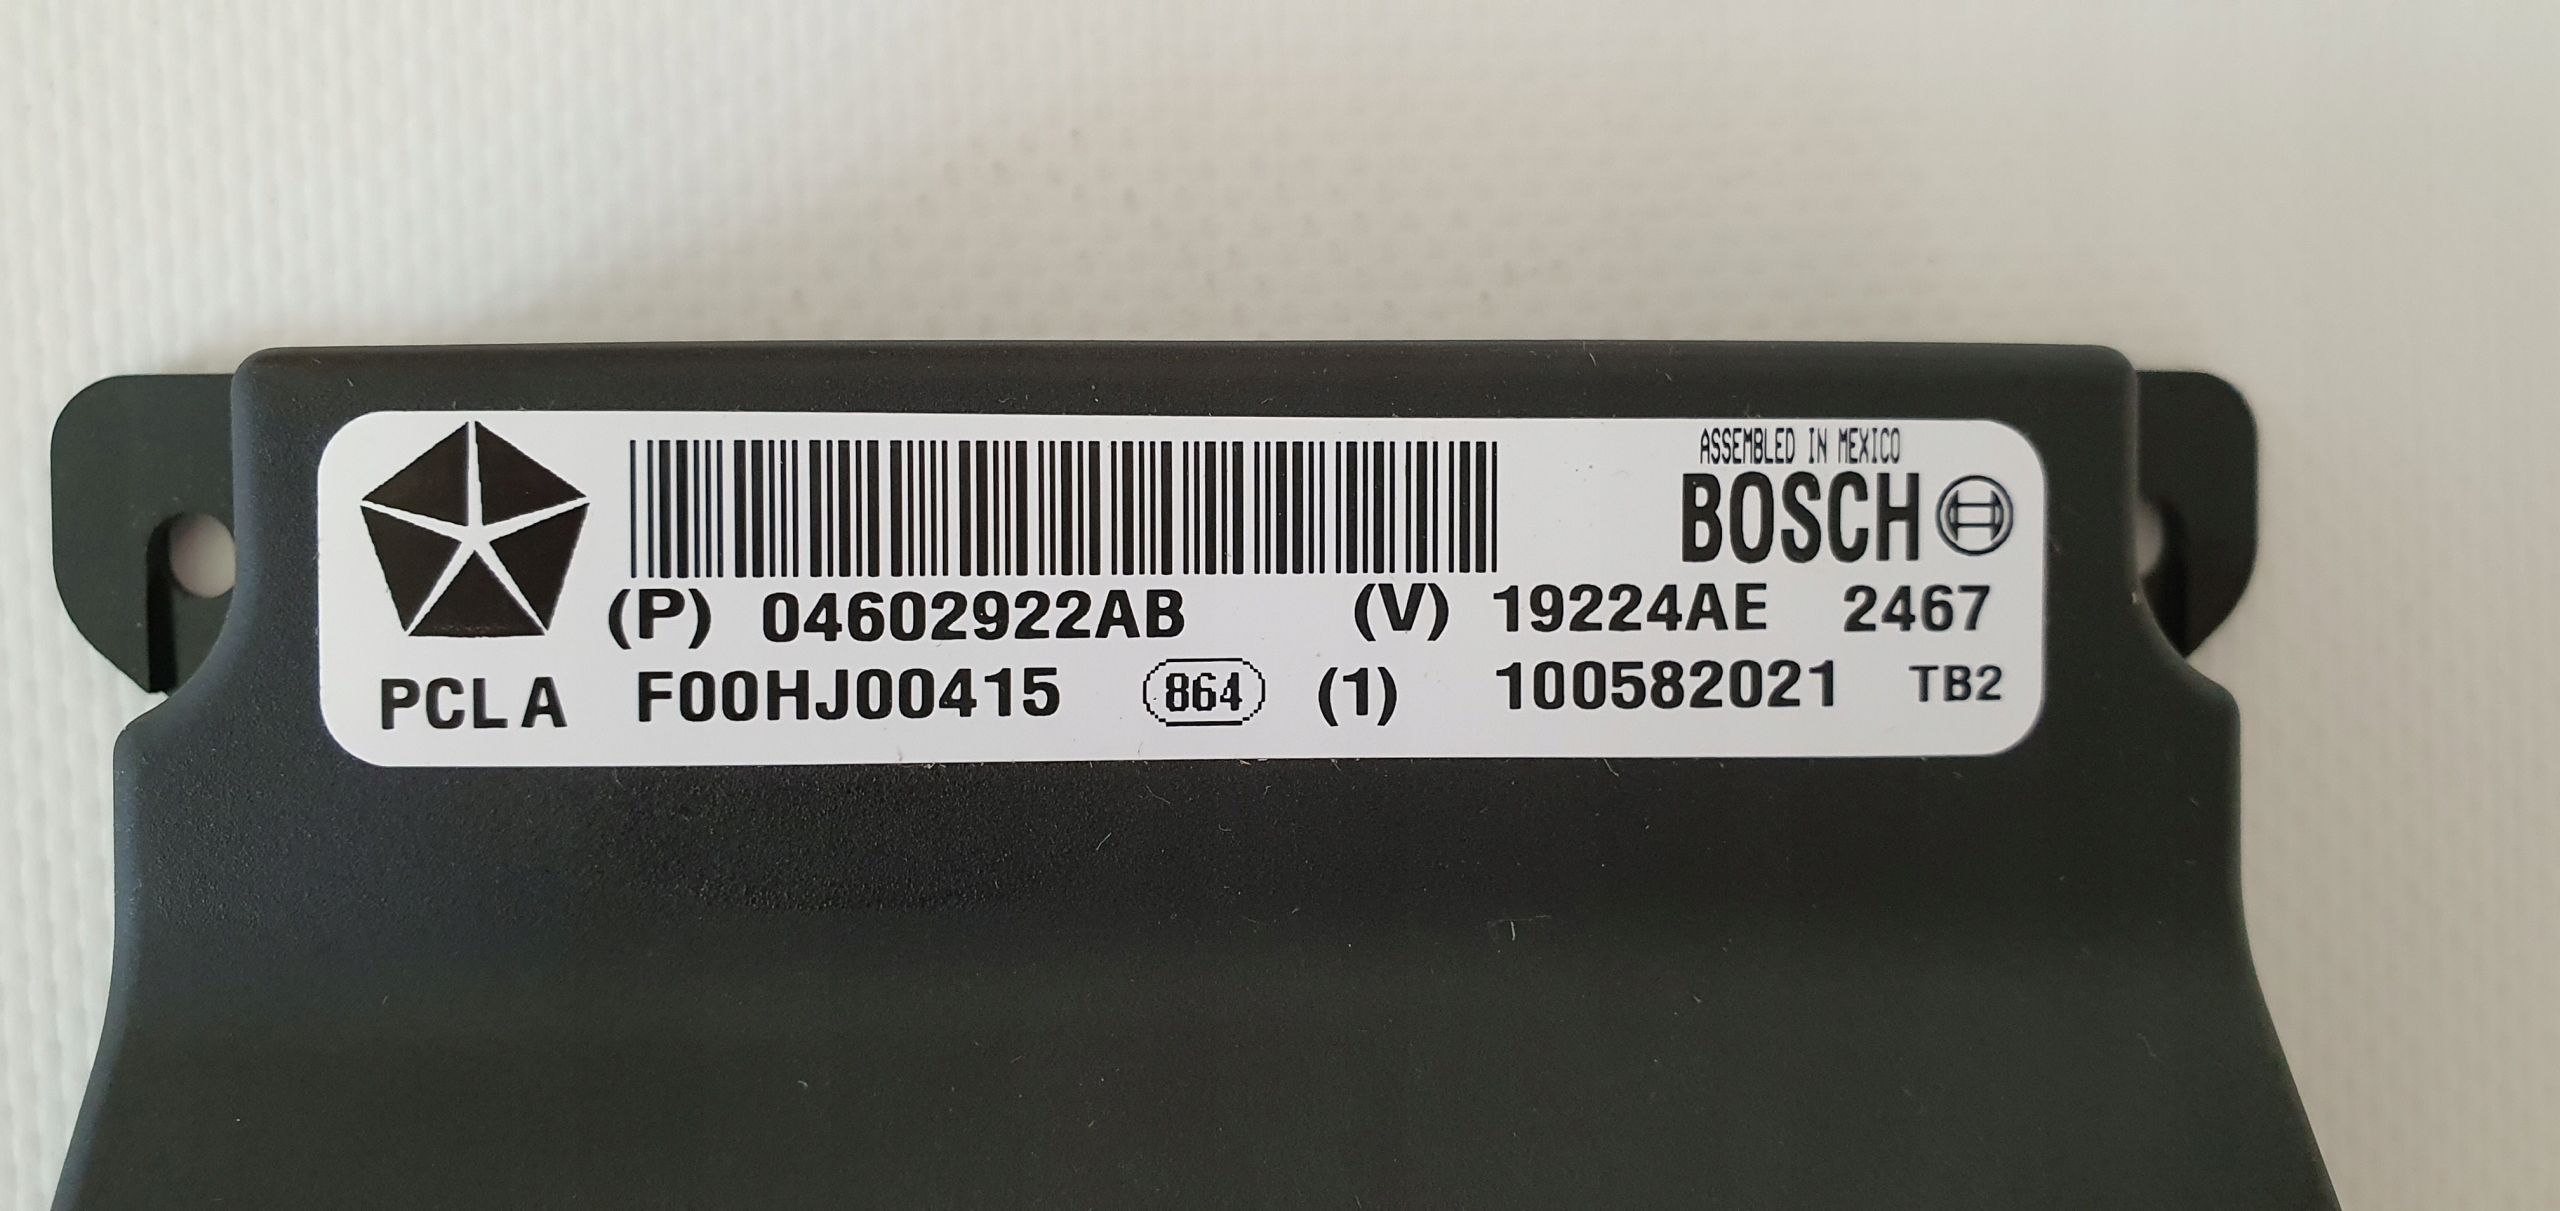 ASSEMBLED IN MEXICO
BOSCH
(P) 04602922AB (V) 19224AE 2467
PCLA F00HJ00415 864 (1) 100582021 TB2